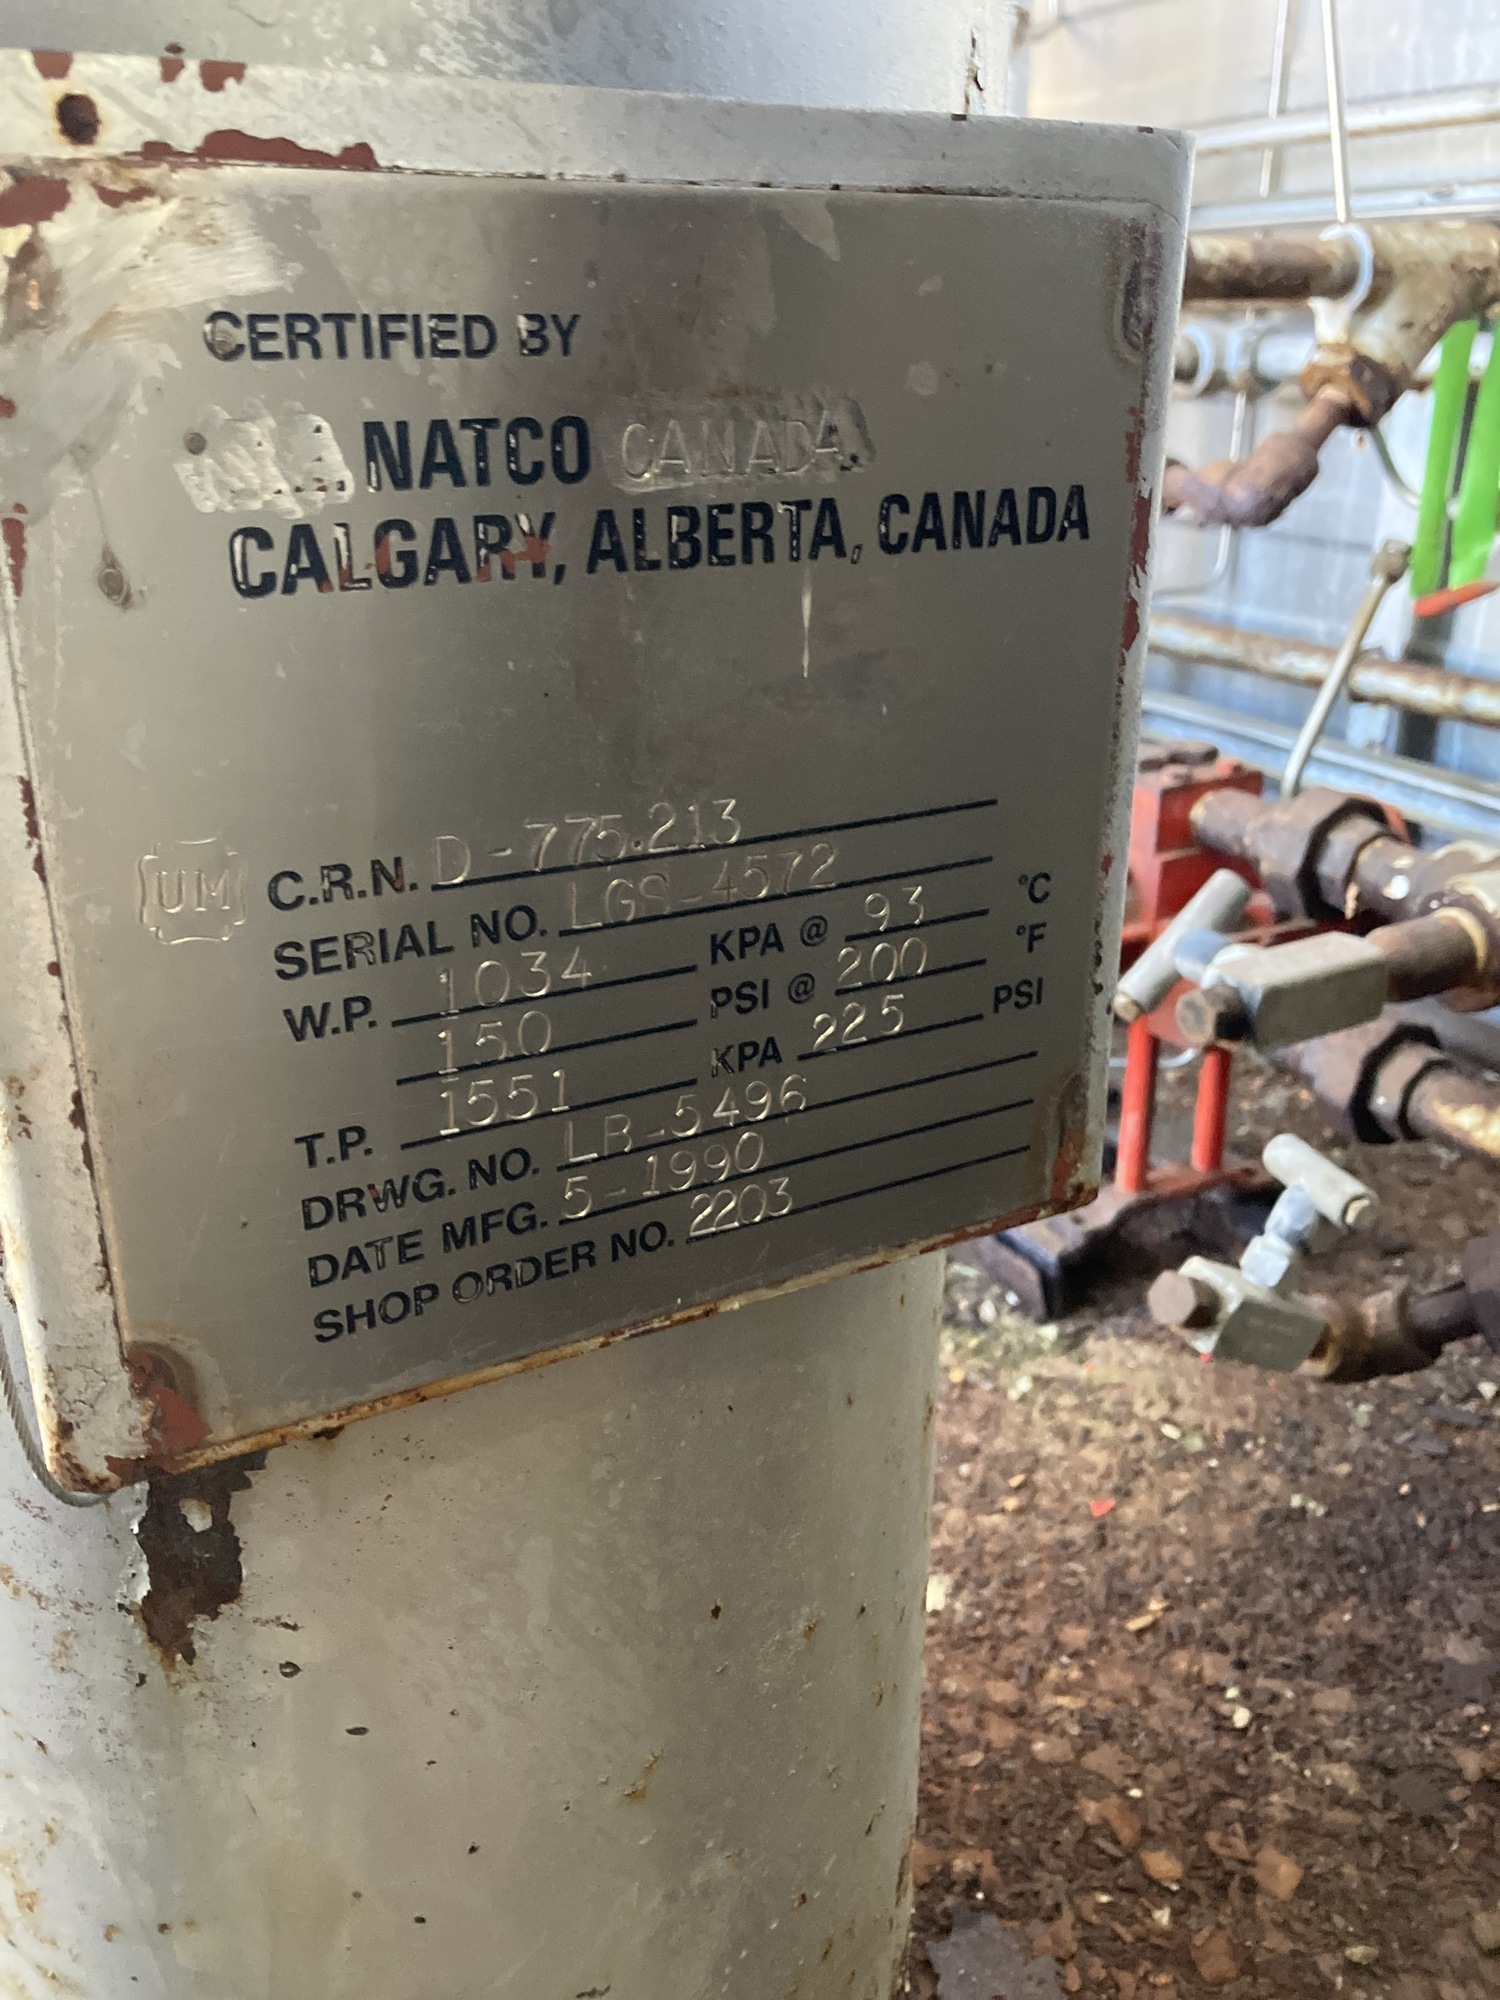 CERTIFIED BY
NATCO CANADA
CALGARY, ALBERTA, CANADA
UM
C.R.N. D-775.213
SERIAL NO. LGS-4572
W.P. 1034 KPA @ 93 °C
150 PSI @ 200 °F
T.P. 1551 KPA 225 PSI
DRWG. NO. LB-5496
DATE MFG. 5-1990
SHOP ORDER NO. 2203